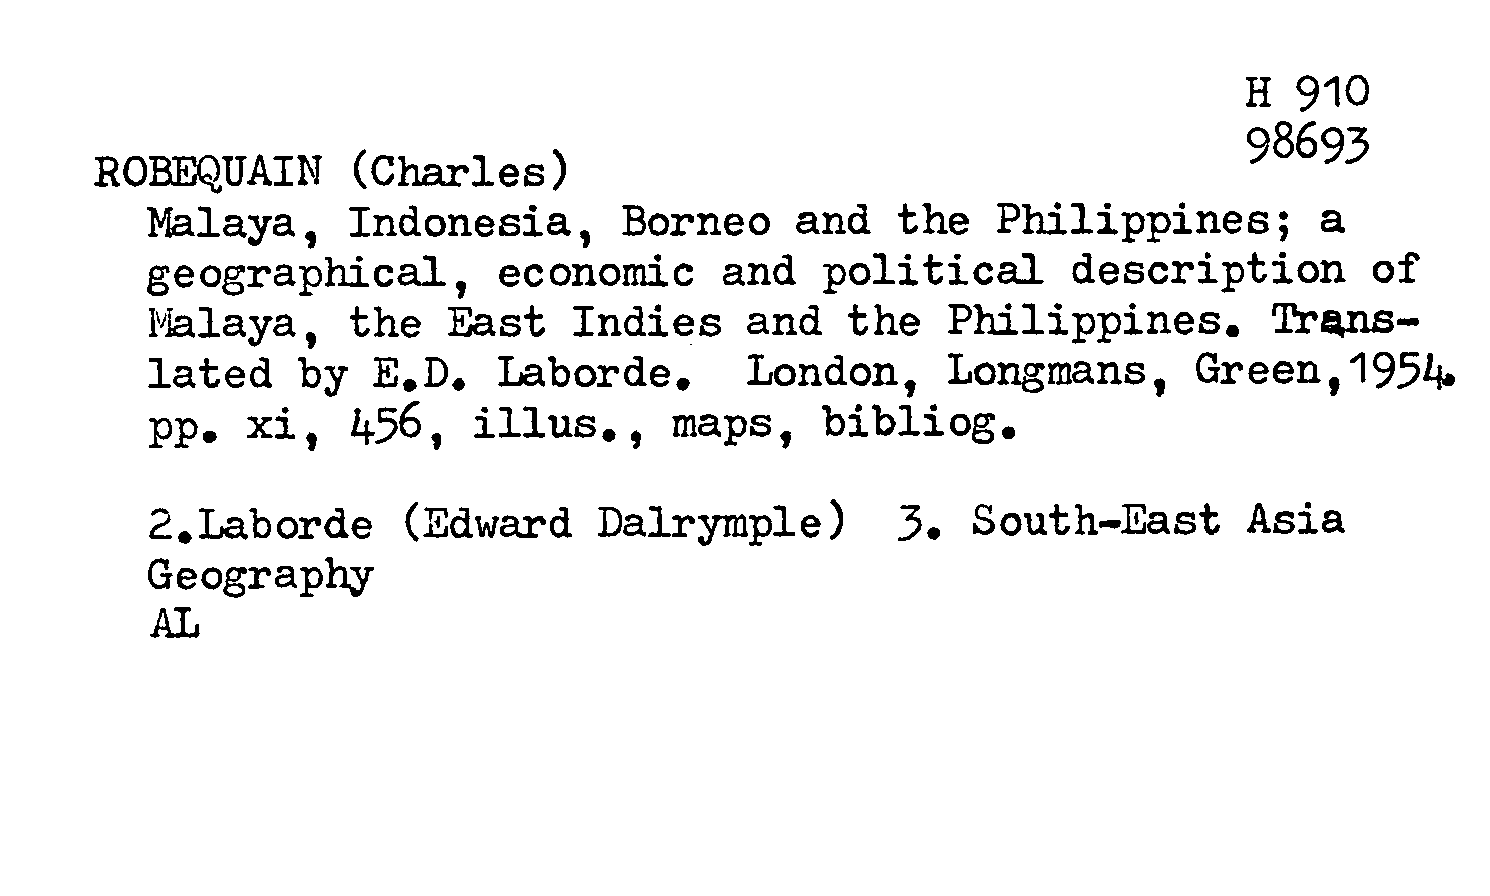 H 910
98693
ROBEQUAIN (Charles)
Malaya, Indonesia, Borneo and the Philippines; a
geographical, economic and political description of
Malaya, the East Indies and the Philippines. Trans-
lated by E.D. Laborde. London, Longmans, Green,1954.
pp. xi, 456, illus., maps, bibliog.
2.Laborde (Edward Dalrymple) 3. South-East Asia
Geography
AL